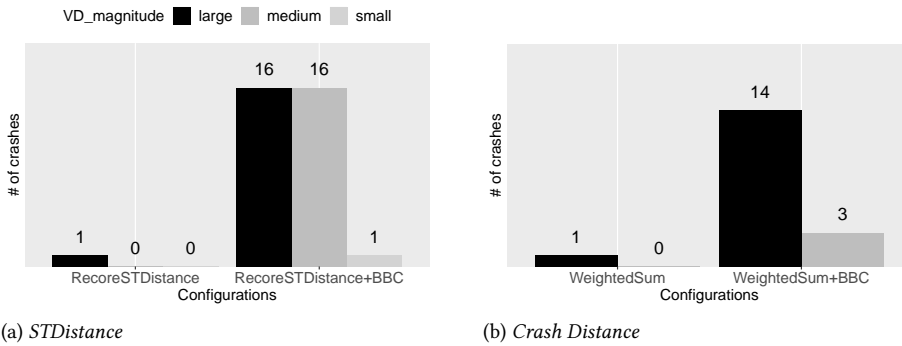 VD_magnitude large medium small
# of crashes
16 16
1 0 0 1
RecoreSTDistance RecoreSTDistance+BBC
Configurations
(a) STDistance
# of crashes
14
1 0 3
WeightedSum WeightedSum+BBC
Configurations
(b) Crash Distance